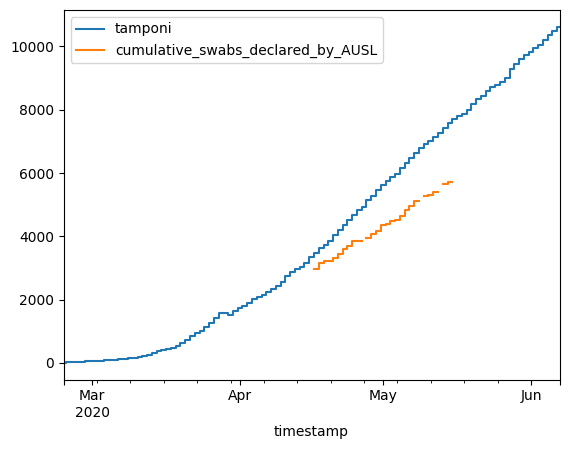 tamponi
cumulative_swabs_declared_by_AUSL
10000
8000
6000
4000
2000
0
Mar
2020
Apr
May
Jun
timestamp